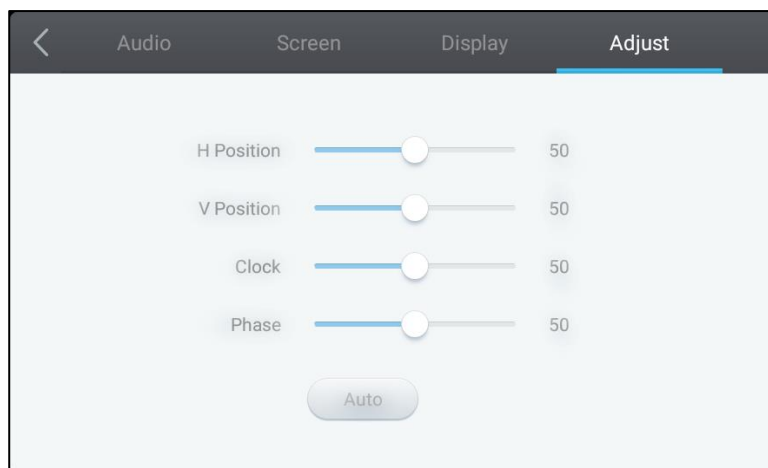 Audio Screen Display Adjust
H Position 50
V Position 50
Clock 50
Phase 50
Auto